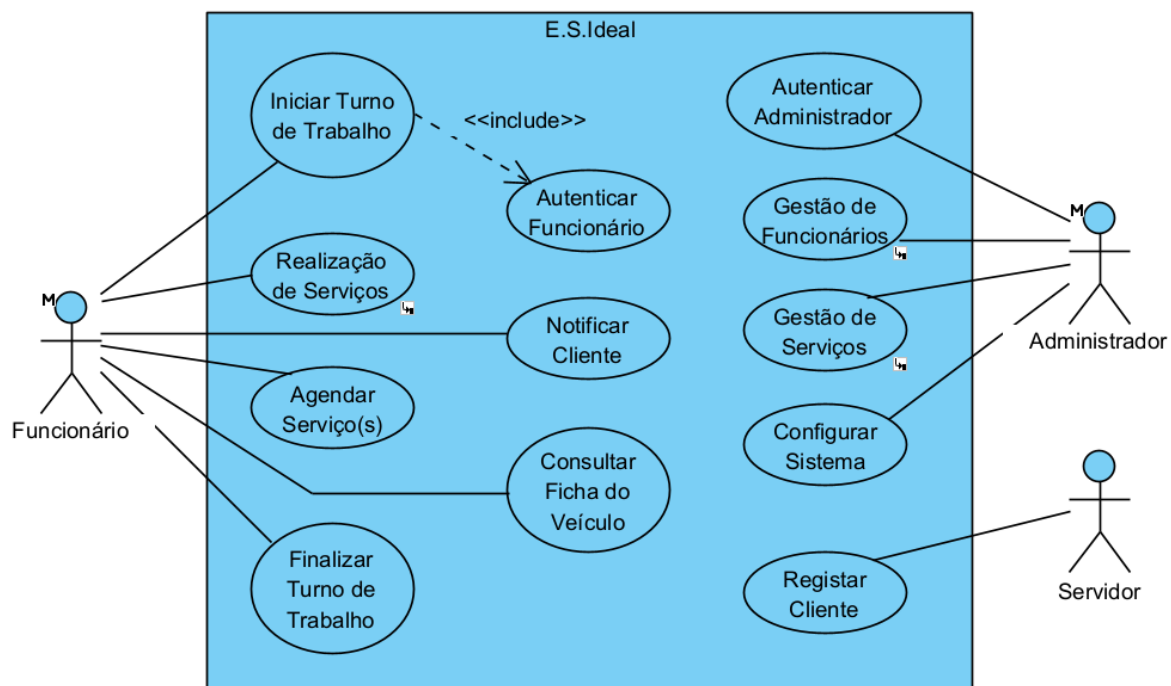 E.S.Ideal
Iniciar Turno
de Trabalho
<<include>>
Autenticar
Funcionário
Realização
de Serviços
Notificar
Cliente
Agendar
Serviço(s)
Consultar
Ficha do
Veículo
Finalizar
Turno de
Trabalho
M
Funcionário
Autenticar
Administrador
Gestão de
Funcionários
Gestão de
Serviços
Configurar
Sistema
Registar
Cliente
M
Administrador
Servidor